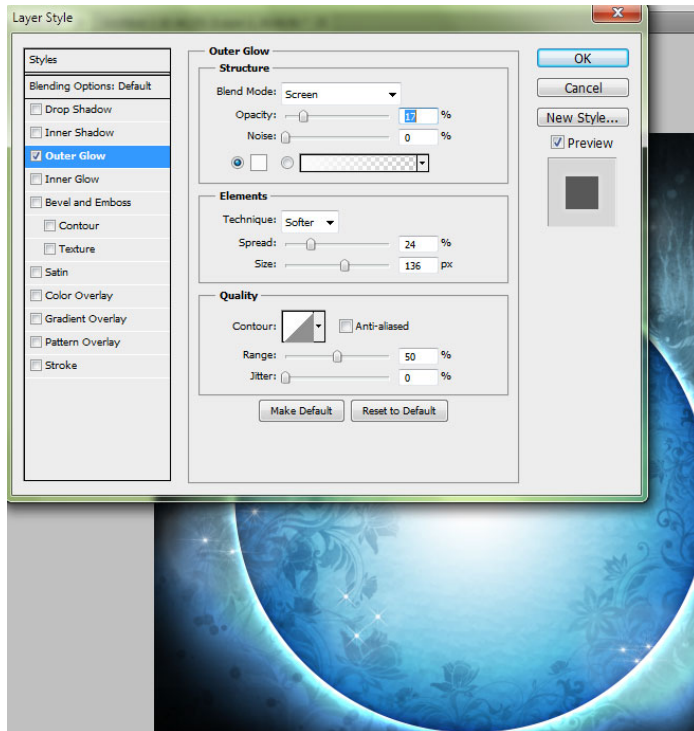 Layer Style
Styles
Blending Options: Default
Drop Shadow
Inner Shadow
Outer Glow
Inner Glow
Bevel and Emboss
Contour
Texture
Satin
Color Overlay
Gradient Overlay
Pattern Overlay
Stroke
Outer Glow
Structure
Blend Mode: Screen
Opacity: 17 %
Noise: 0 %
Elements
Technique: Softer
Spread: 24 %
Size: 136 px
Quality
Contour: Anti-aliased
Range: 50 %
Jitter: 0 %
Make Default Reset to Default
OK
Cancel
New Style...
Preview